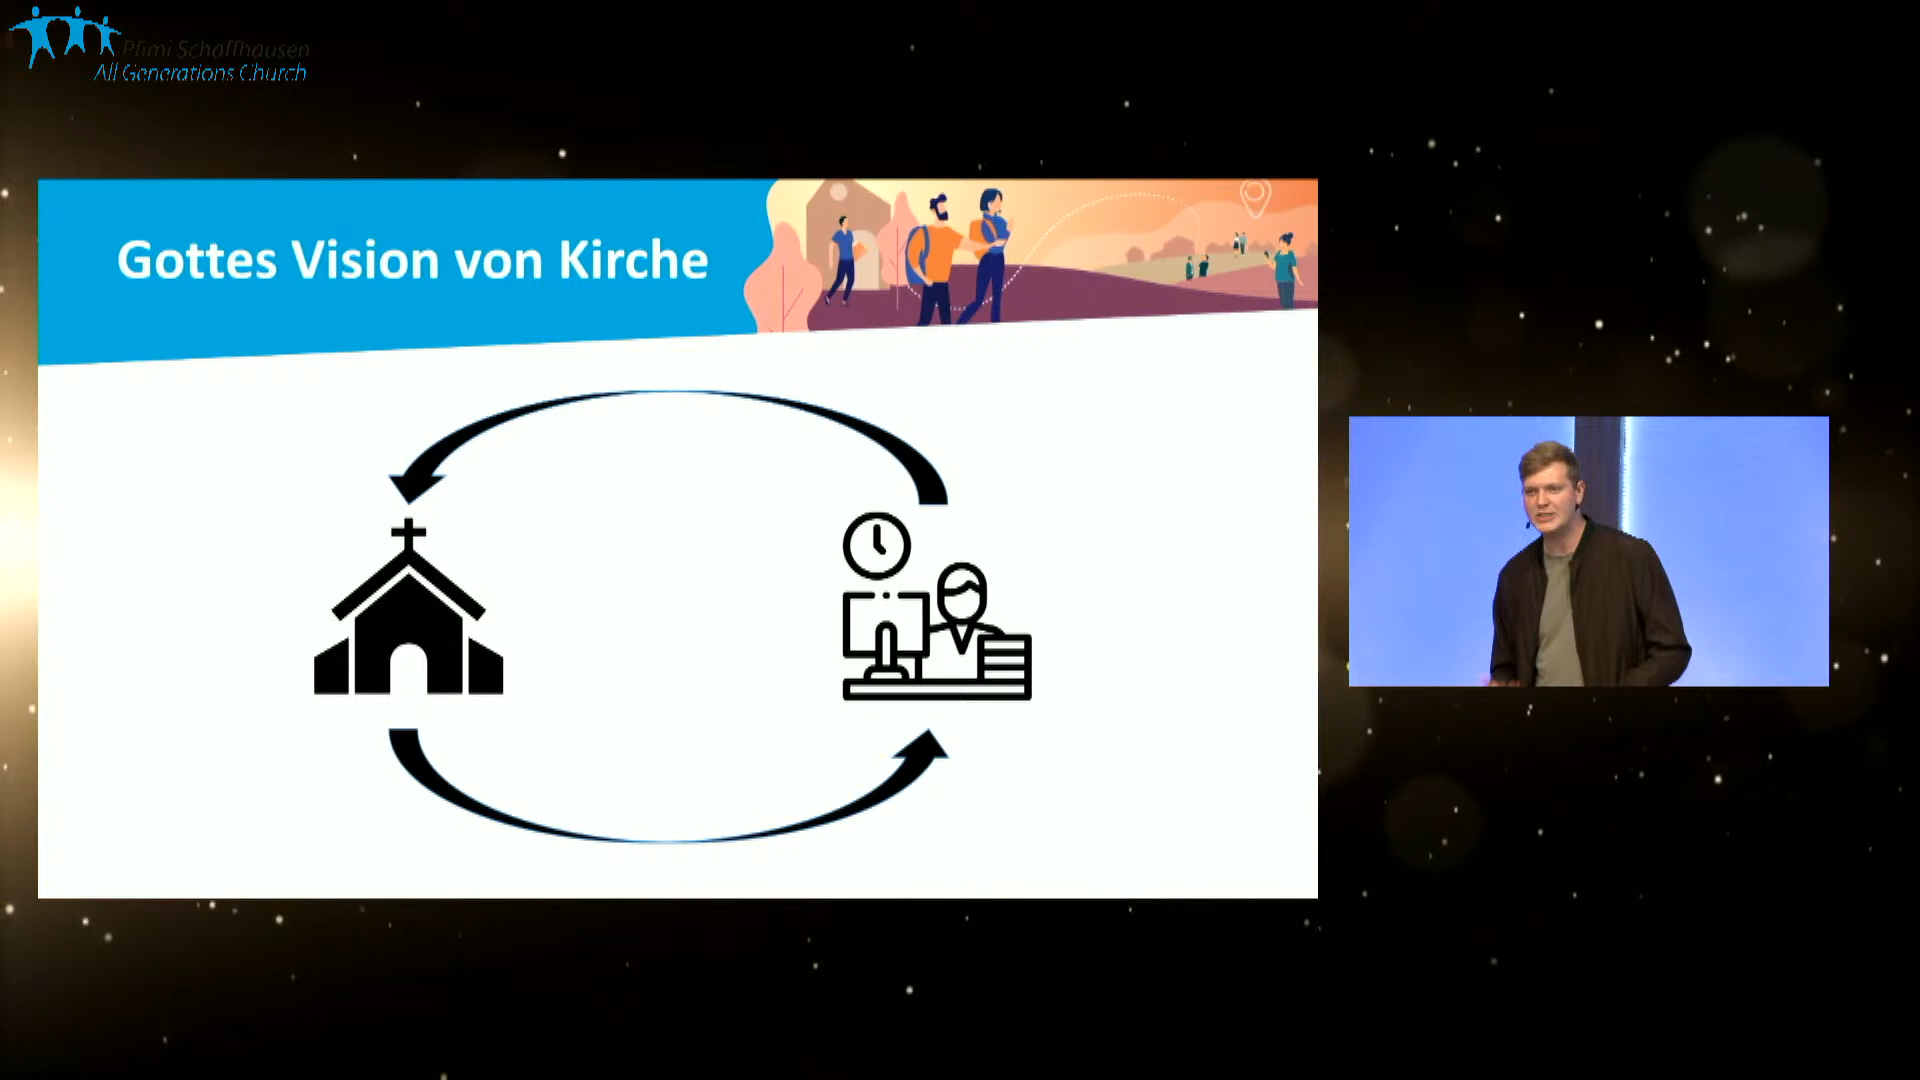 Pfimi Schaffhausen
All Generations Church
Gottes Vision von Kirche